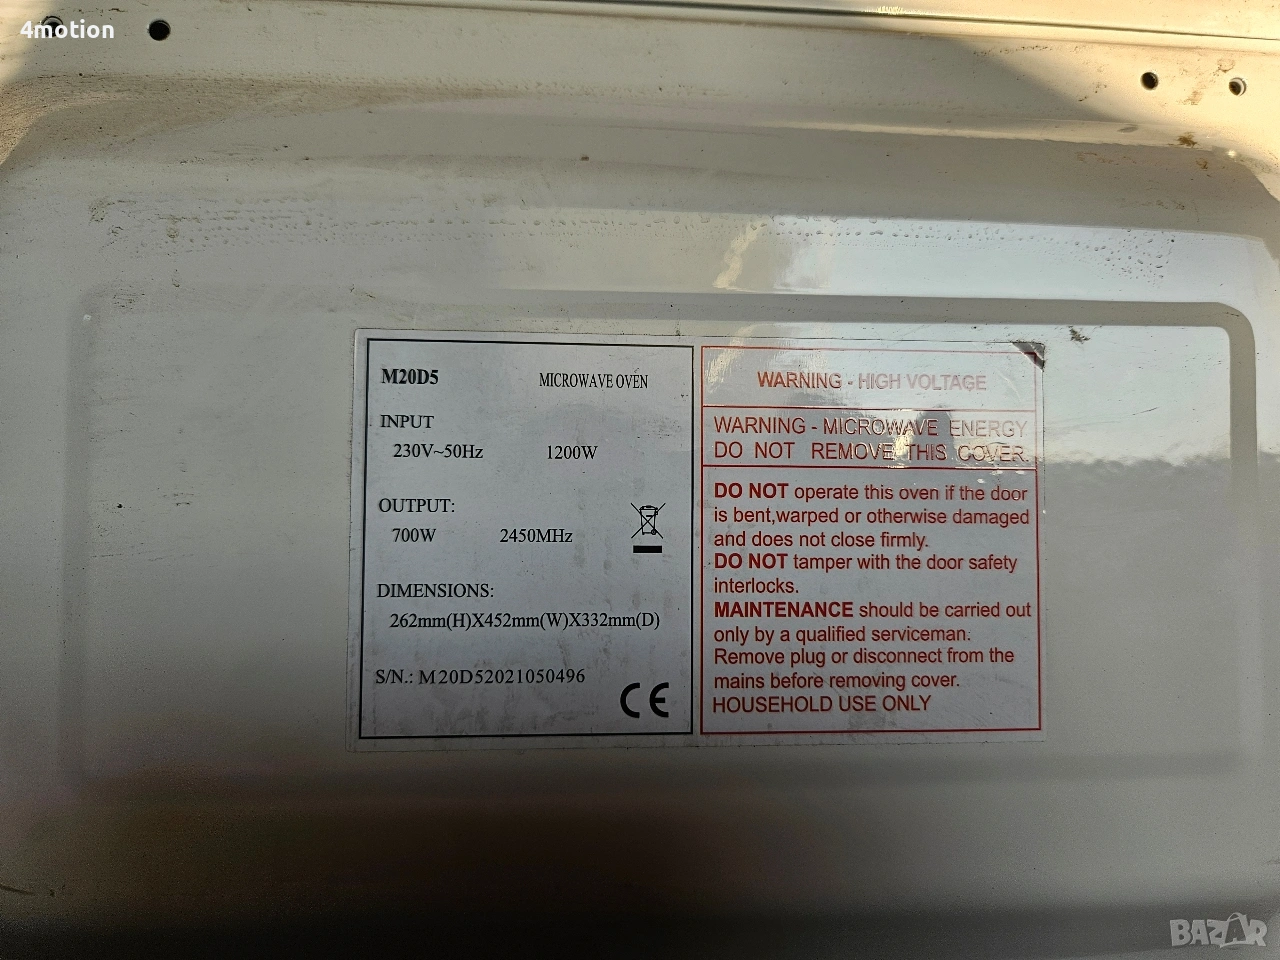 4motion
M20D5 MICROWAVE OVEN
INPUT
230V~50Hz 1200W
OUTPUT:
700W 2450MHz
DIMENSIONS:
262mm(H)X452mm(W)X332mm(D)
S/N.: M20D52021050496
CE
WARNING - HIGH VOLTAGE
WARNING - MICROWAVE ENERGY
DO NOT REMOVE THIS COVER.
DO NOT operate this oven if the door
is bent,warped or otherwise damaged
and does not close firmly.
DO NOT tamper with the door safety
interlocks.
MAINTENANCE should be carried out
only by a qualified serviceman.
Remove plug or disconnect from the
mains before removing cover.
HOUSEHOLD USE ONLY
BAZAR